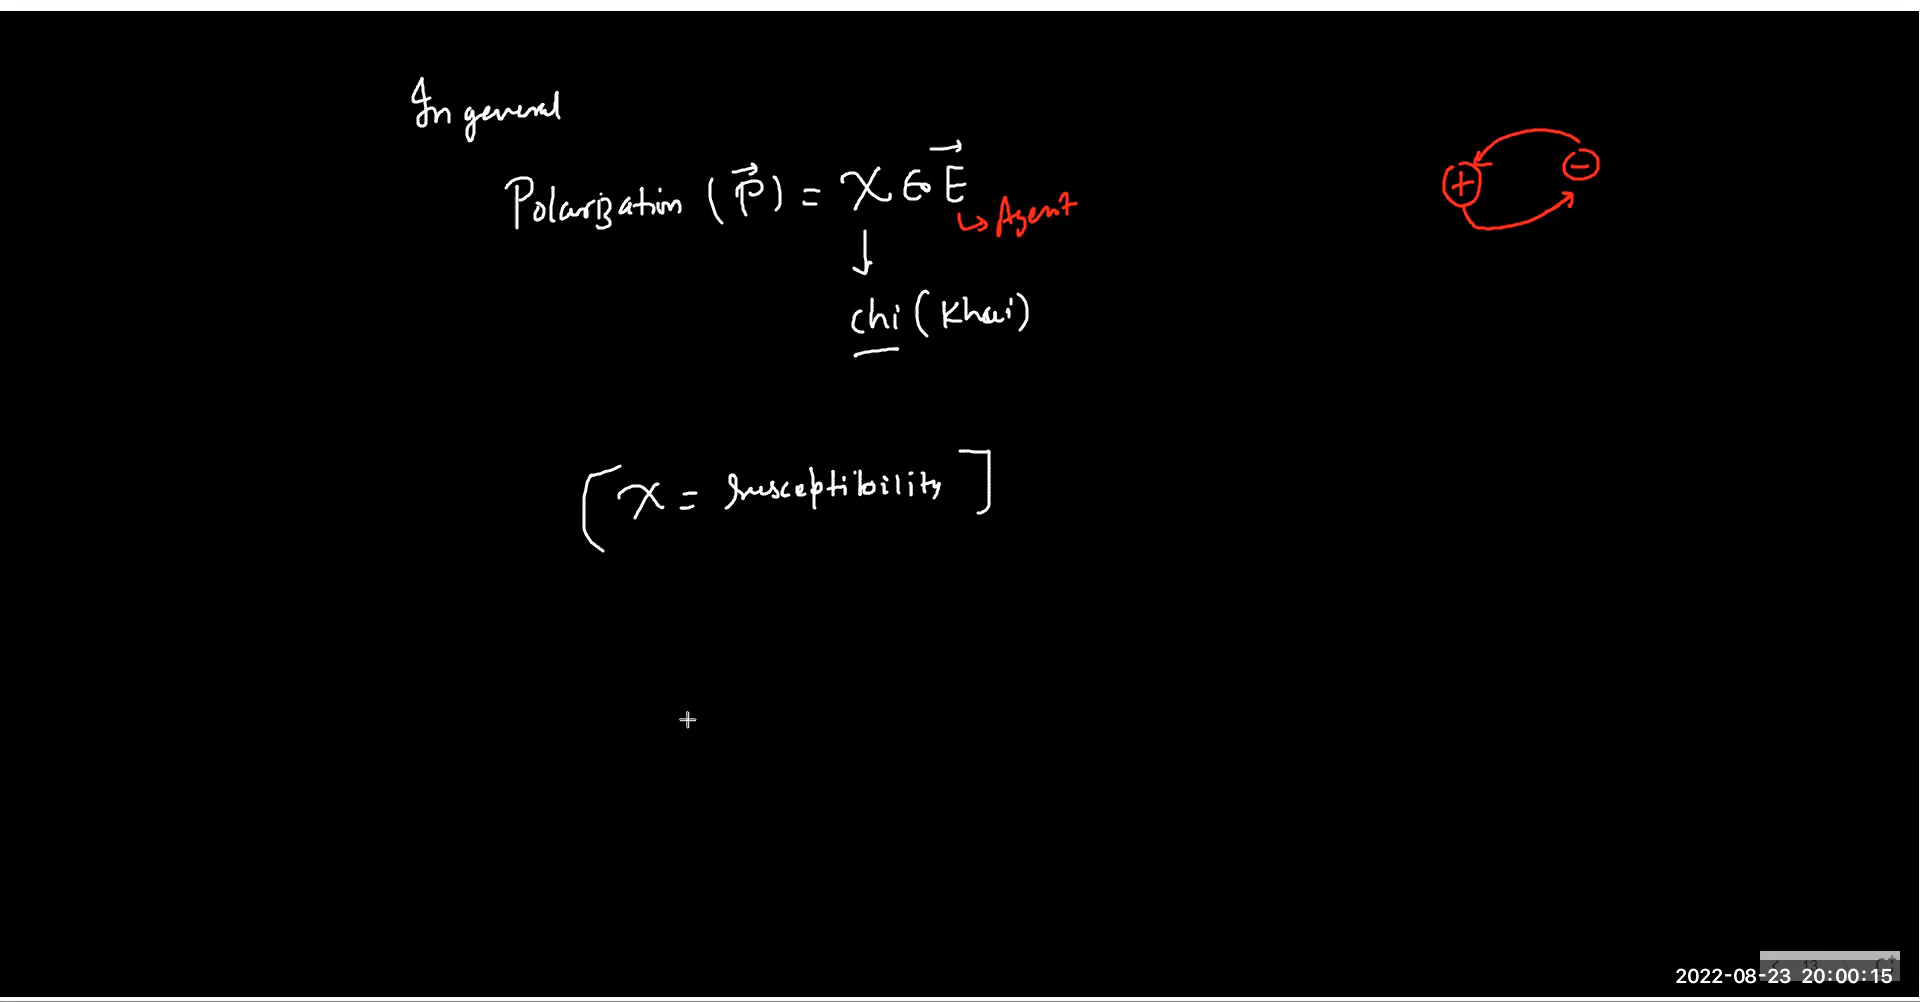 In general
Polarization (P⃗) = χ ε₀ E⃗
↳ Agent
↓
chi (Khai)
[χ = Susceptibility]
+ −
2022-08-23 20:00:15